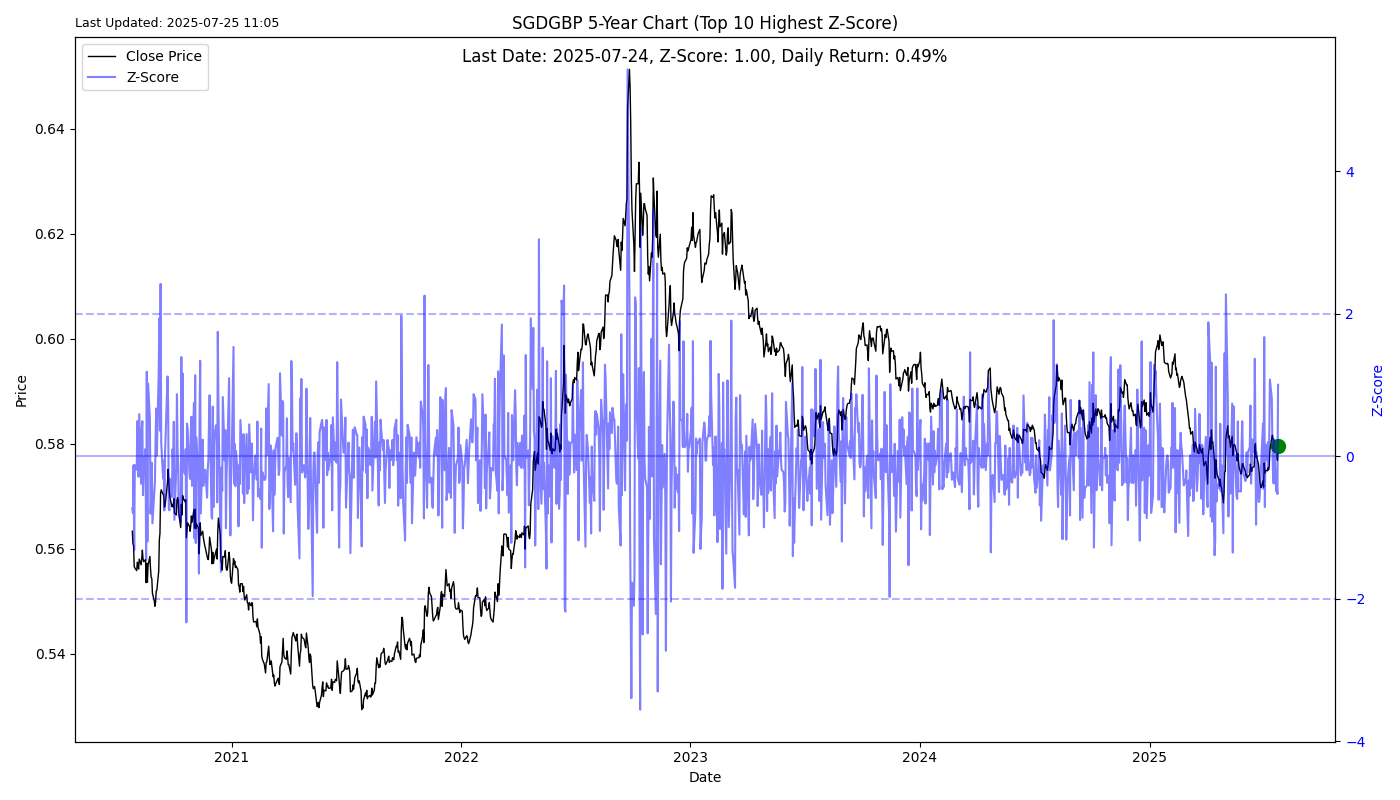 Last Updated: 2025-07-25 11:05
SGDGBP 5-Year Chart (Top 10 Highest Z-Score)
Last Date: 2025-07-24, Z-Score: 1.00, Daily Return: 0.49%
Close Price
Z-Score
0.64
0.62
0.60
0.58
0.56
0.54
Price
4
2
0
−2
−4
Z-Score
2021
2022
2023
2024
2025
Date